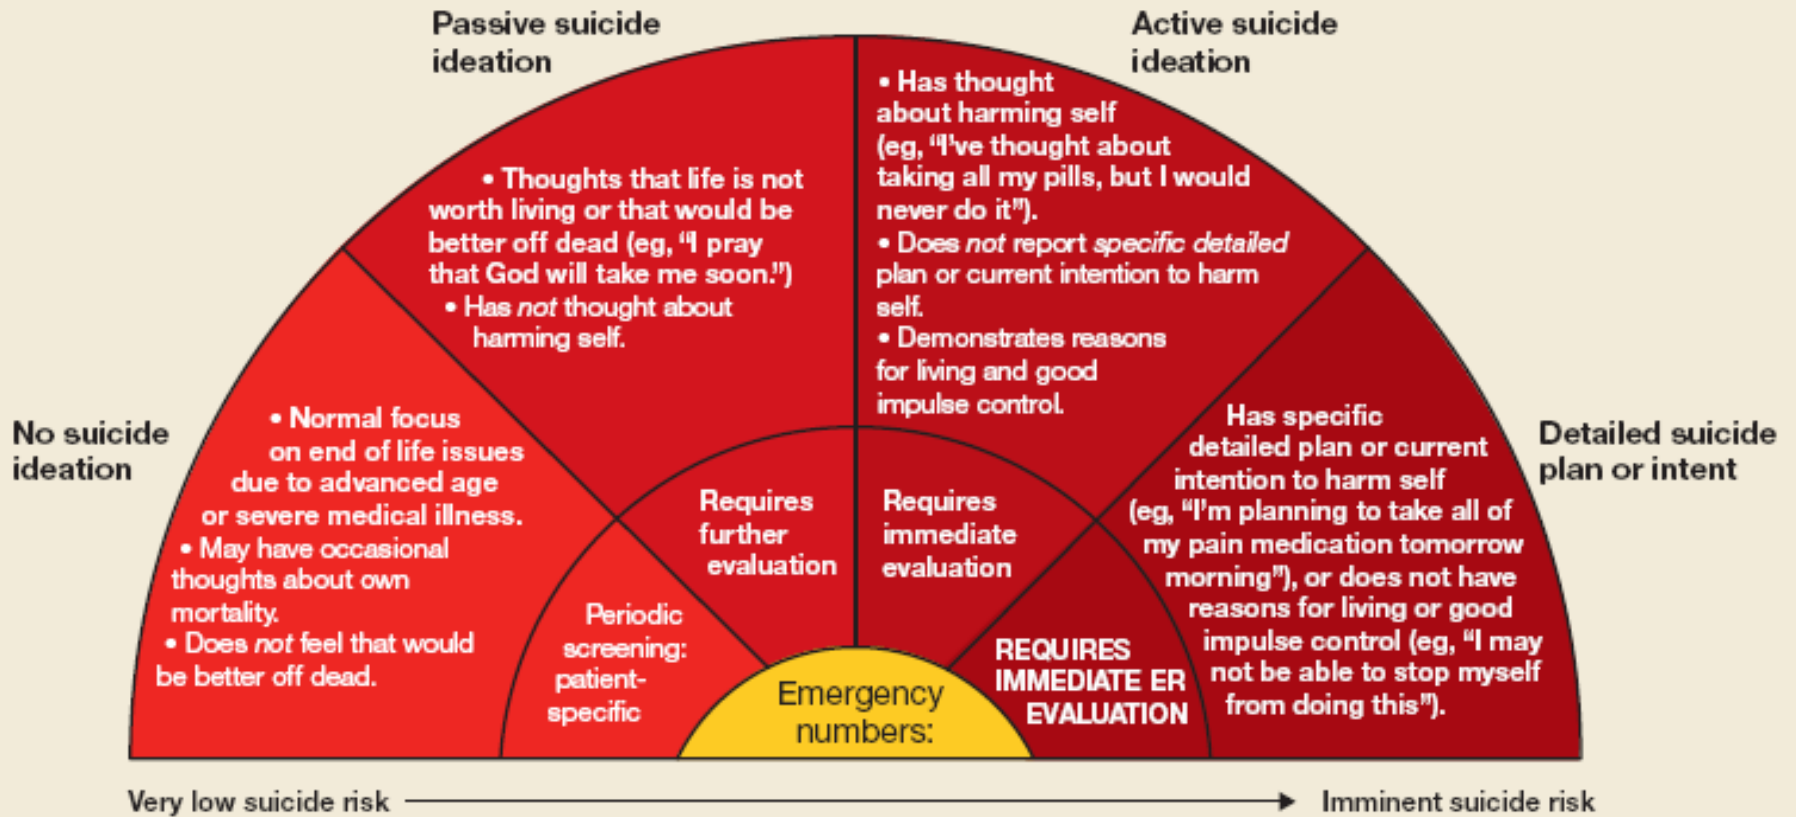 Passive suicide
ideation
Active suicide
ideation
• Thoughts that life is not
worth living or that would be
better off dead (eg, “I pray
that God will take me soon.”)
• Has not thought about
harming self.
• Has thought
about harming self
(eg, “I’ve thought about
taking all my pills, but I would
never do it”).
• Does not report specific detailed
plan or current intention to harm
self.
• Demonstrates reasons
for living and good
impulse control.
No suicide
ideation
• Normal focus
on end of life issues
due to advanced age
or severe medical illness.
• May have occasional
thoughts about own
mortality.
• Does not feel that would
be better off dead.
Detailed suicide
plan or intent
Has specific
detailed plan or current
intention to harm self
(eg, “I’m planning to take all of
my pain medication tomorrow
morning”), or does not have
reasons for living or good
impulse control (eg, “I may
not be able to stop myself
from doing this”).
Periodic
screening:
patient-
specific
Requires
further
evaluation
Requires
immediate
evaluation
REQUIRES
IMMEDIATE ER
EVALUATION
Emergency
numbers:
Very low suicide risk
Imminent suicide risk